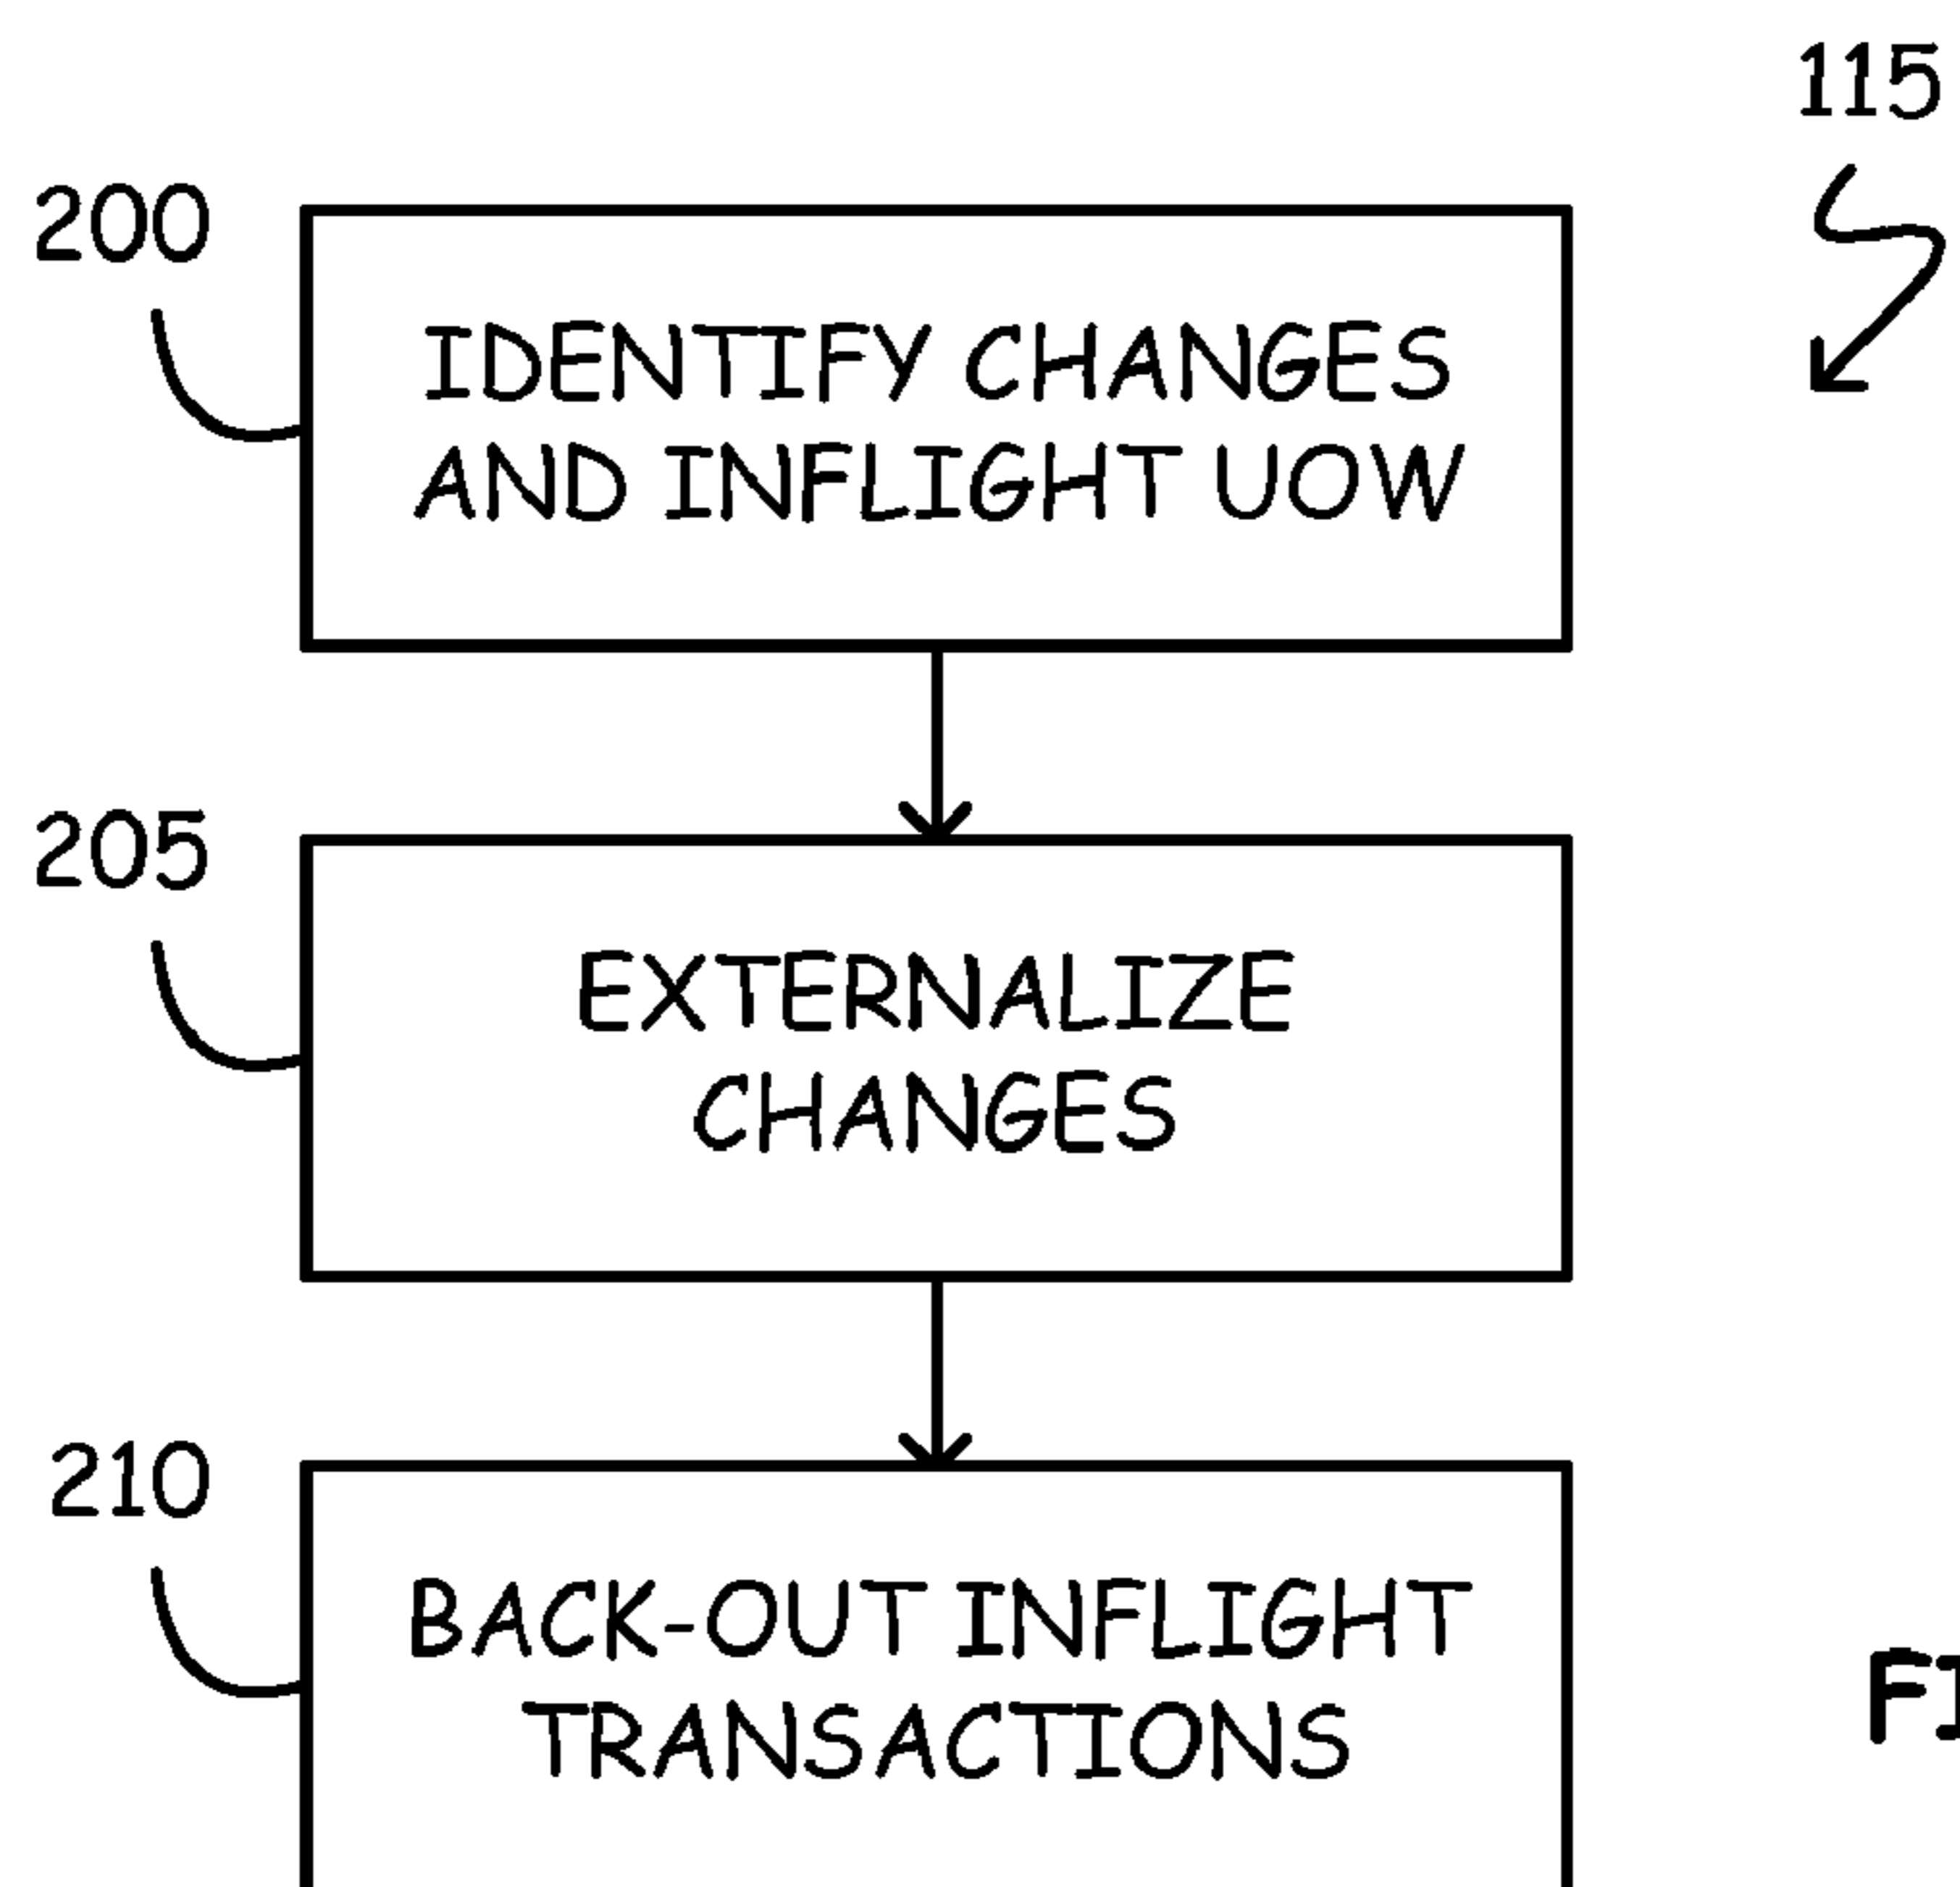 115
200
IDENTIFY CHANGES
AND INFLIGHT UOW
205
EXTERNALIZE
CHANGES
210
BACK-OUT INFLIGHT
TRANSACTIONS